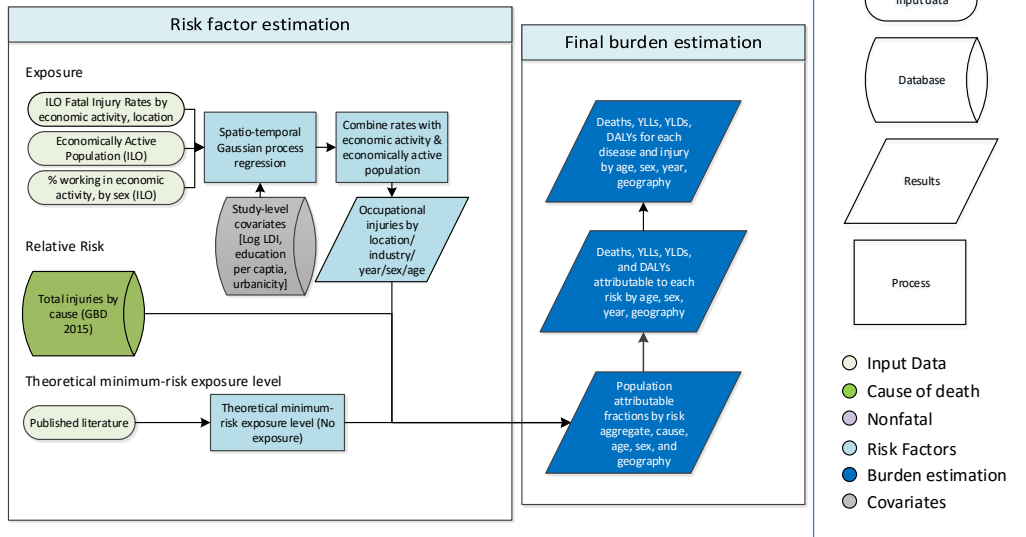 Risk factor estimation
Exposure
ILO Fatal Injury Rates by
economic activity, location
Economically Active
Population (ILO)
% working in economic
activity, by sex (ILO)
Spatio-temporal
Gaussian process
regression
Combine rates with
economic activity &
economically active
population
Study-level
covariates
[Log LDI,
education
per captia,
urbanicity]
Occupational
injuries by
location/
industry/
year/sex/age
Relative Risk
Total injuries by
cause (GBD
2015)
Theoretical minimum-risk exposure level
Published literature
Theoretical minimum-
risk exposure level (No
exposure)
Final burden estimation
Deaths, YLLs, YLDs,
DALYs for each
disease and injury
by age, sex, year,
geography
Deaths, YLLs, YLDs,
and DALYs
attributable to each
risk by age, sex,
year, geography
Population
attributable
fractions by risk
aggregate, cause,
age, sex, and
geography
Input data
Database
Results
Process
Input Data
Cause of death
Nonfatal
Risk Factors
Burden estimation
Covariates